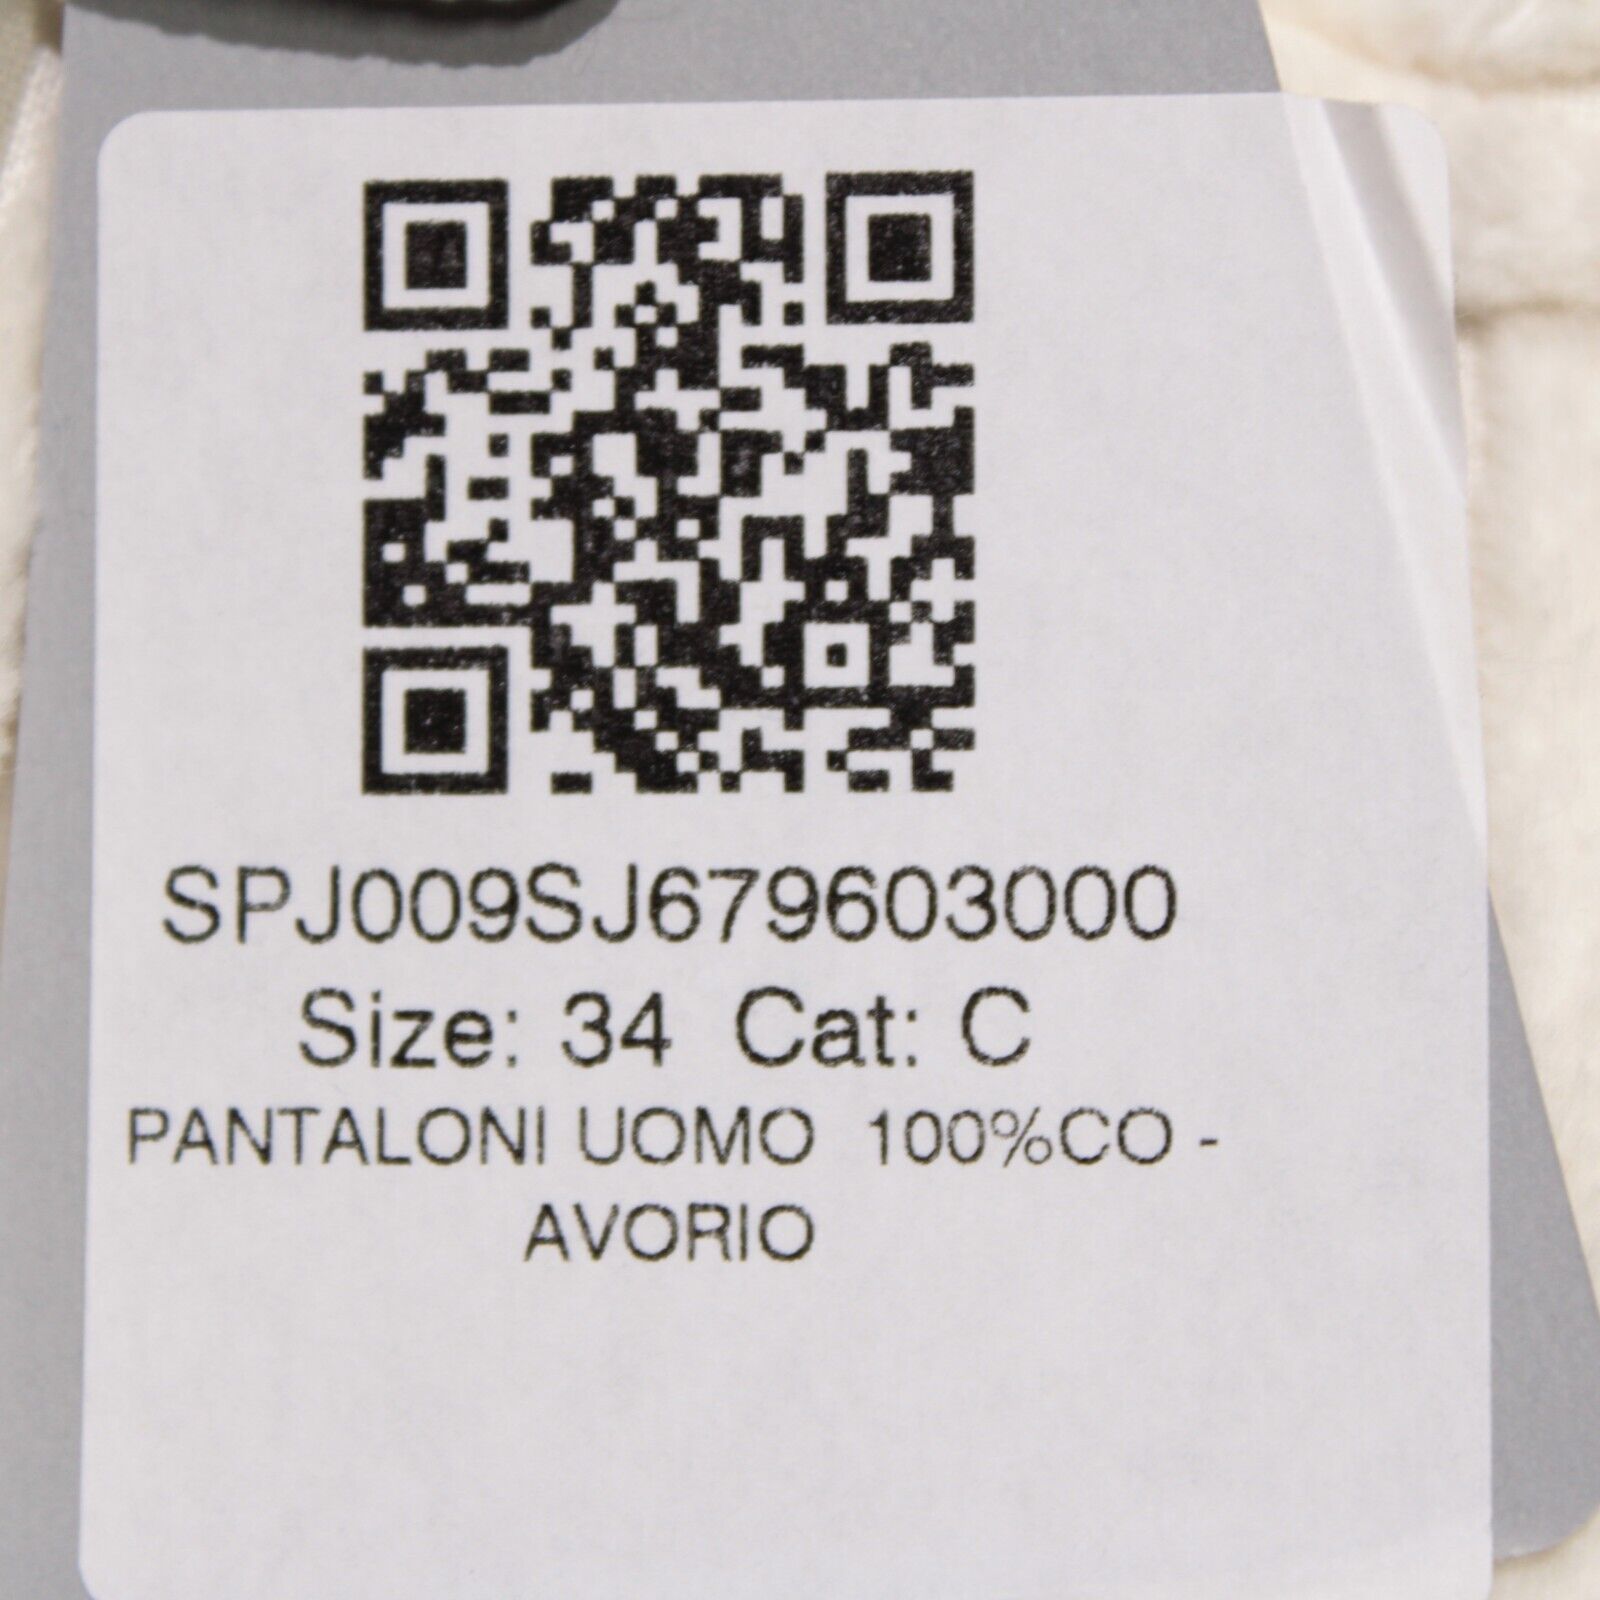 SPJ009SJ679603000
Size: 34 Cat: C
PANTALONI UOMO 100%CO -
AVORIO